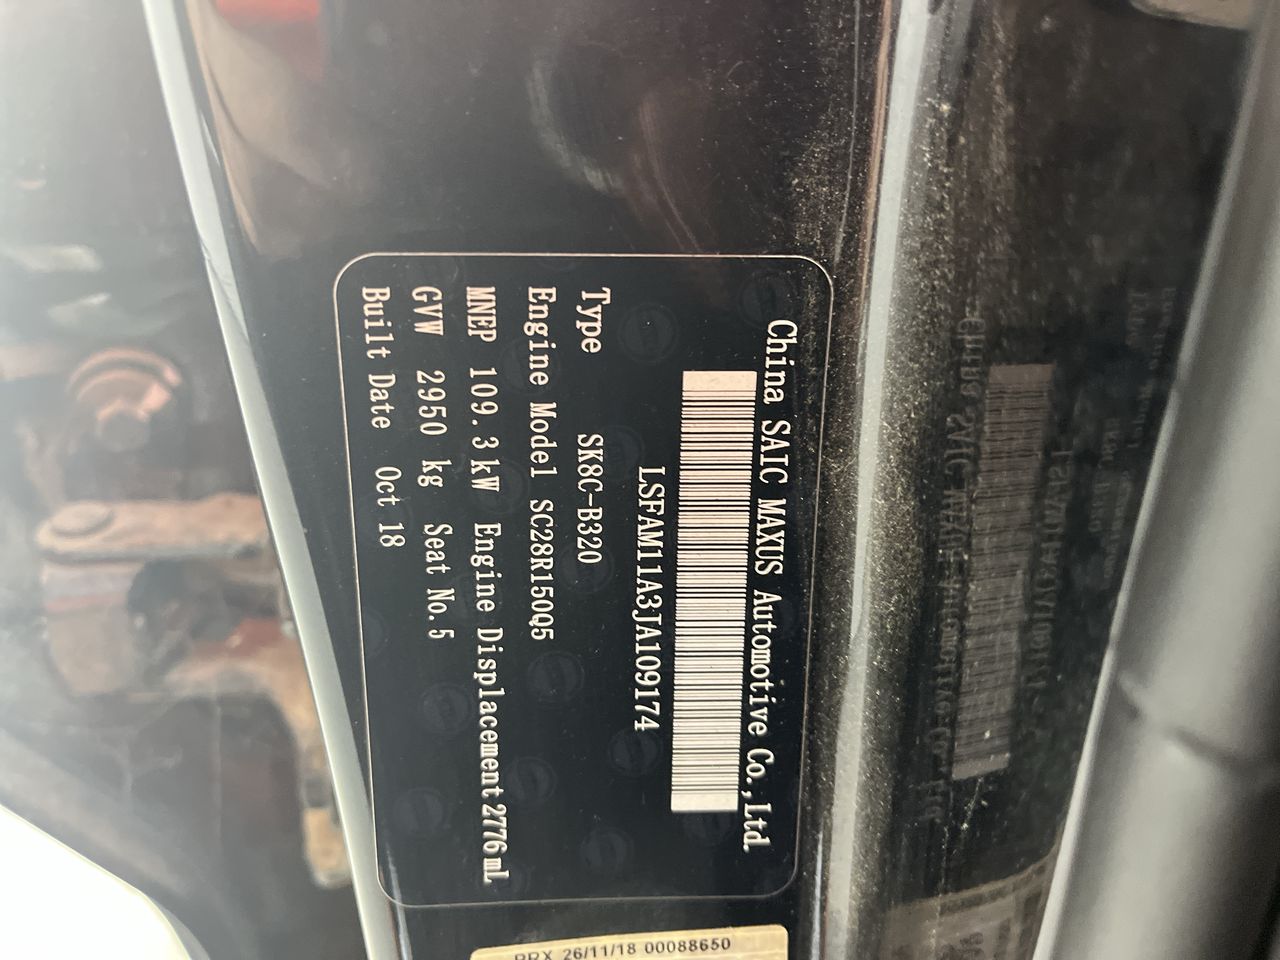 China SAIC MAXUS Automotive Co.,Ltd.
LSFAM11A3JA109174
Type SK8C-B320
Engine Model SC28R150Q5
MNEP 109.3kW Engine Displacement 2776mL
GVW 2950 kg Seat No.5
Built Date Oct 18
PRX 26/11/18 00088650